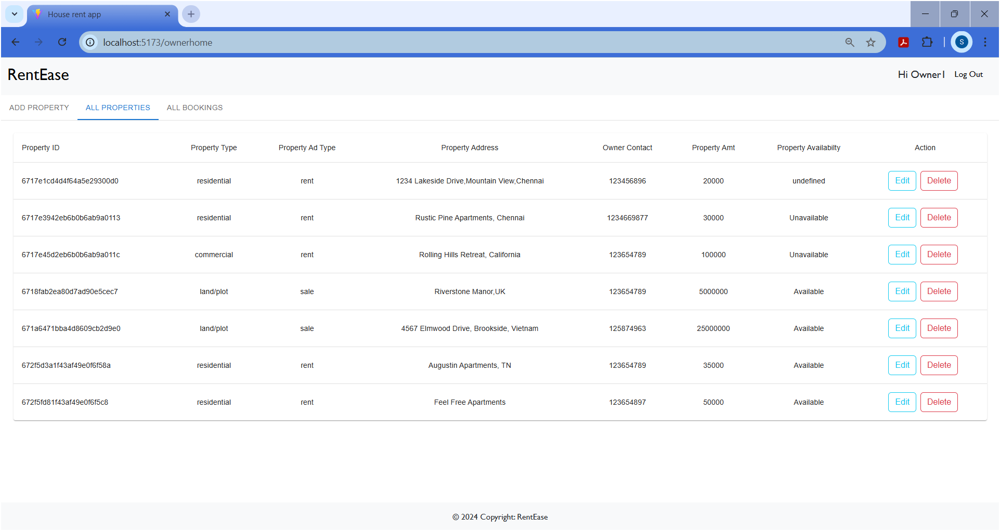 House rent app
localhost:5173/ownerhome
S
RentEase
Hi Owner1 Log Out
ADD PROPERTY ALL PROPERTIES ALL BOOKINGS
Property ID Property Type Property Ad Type Property Address Owner Contact Property Amt Property Availabilty Action
6717e1cd4d4f64a5e29300d0 residential rent 1234 Lakeside Drive,Mountain View,Chennai 123456896 20000 undefined Edit Delete
6717e3942eb6b0b6ab9a0113 residential rent Rustic Pine Apartments, Chennai 1234669877 30000 Unavailable Edit Delete
6717e45d2eb6b0b6ab9a011c commercial rent Rolling Hills Retreat, California 123654789 100000 Unavailable Edit Delete
6718fab2ea80d7ad90e5cec7 land/plot sale Riverstone Manor,UK 123654789 5000000 Available Edit Delete
671a6471bba4d8609cb2d9e0 land/plot sale 4567 Elmwood Drive, Brookside, Vietnam 125874963 25000000 Available Edit Delete
672f5d3a1f43af49e0f6f58a residential rent Augustin Apartments, TN 123654789 35000 Available Edit Delete
672f5fd81f43af49e0f6f5c8 residential rent Feel Free Apartments 123654897 50000 Available Edit Delete
© 2024 Copyright: RentEase